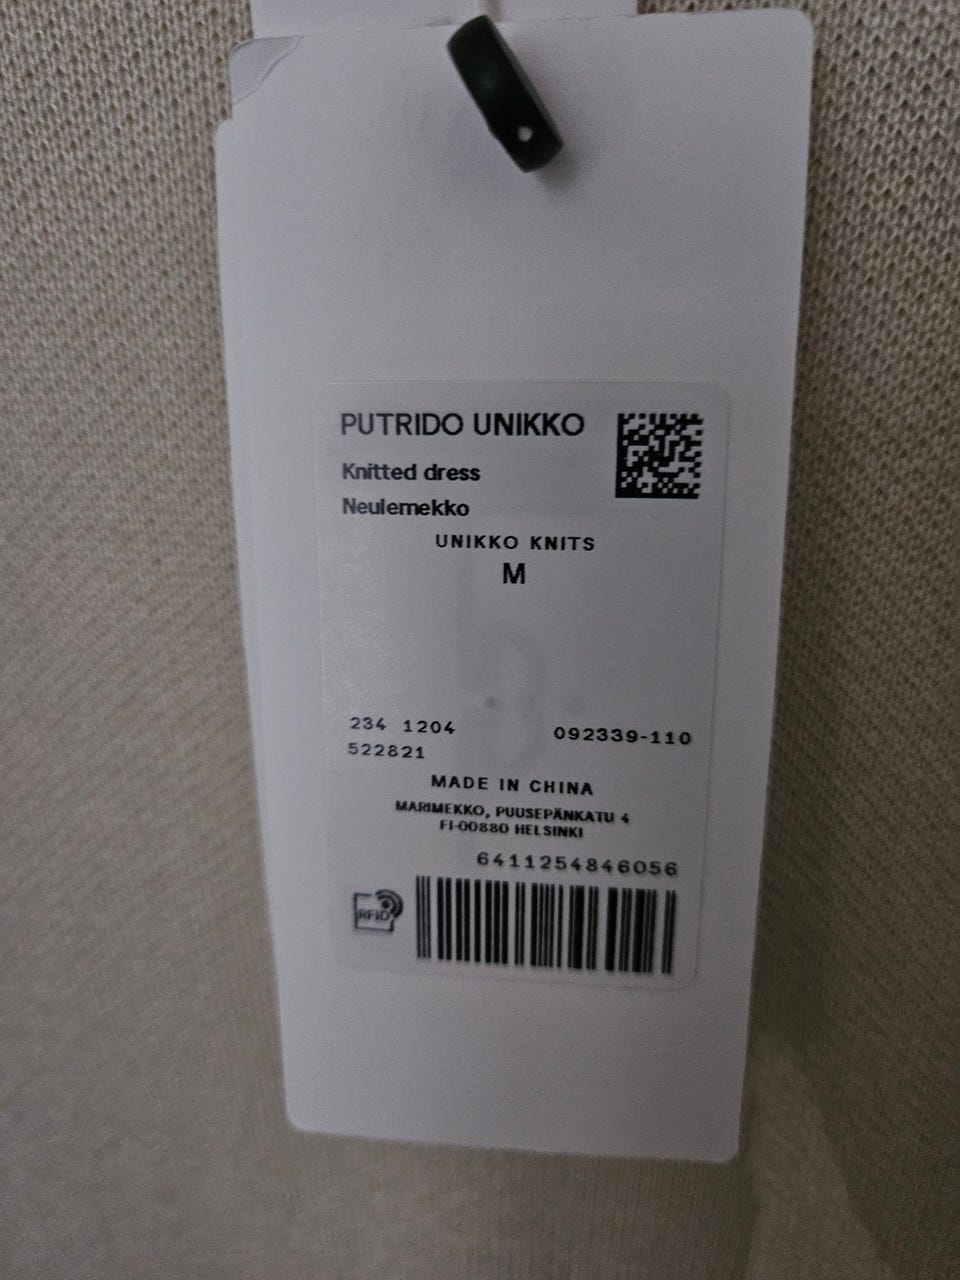 PUTRIDO UNIKKO
Knitted dress
Neulemekko
UNIKKO KNITS
M
234 1204
092339-110
522821
MADE IN CHINA
MARIMEKKO, PUUSEPÄNKATU 4
FI-00880 HELSINKI
6411254846056
RFID